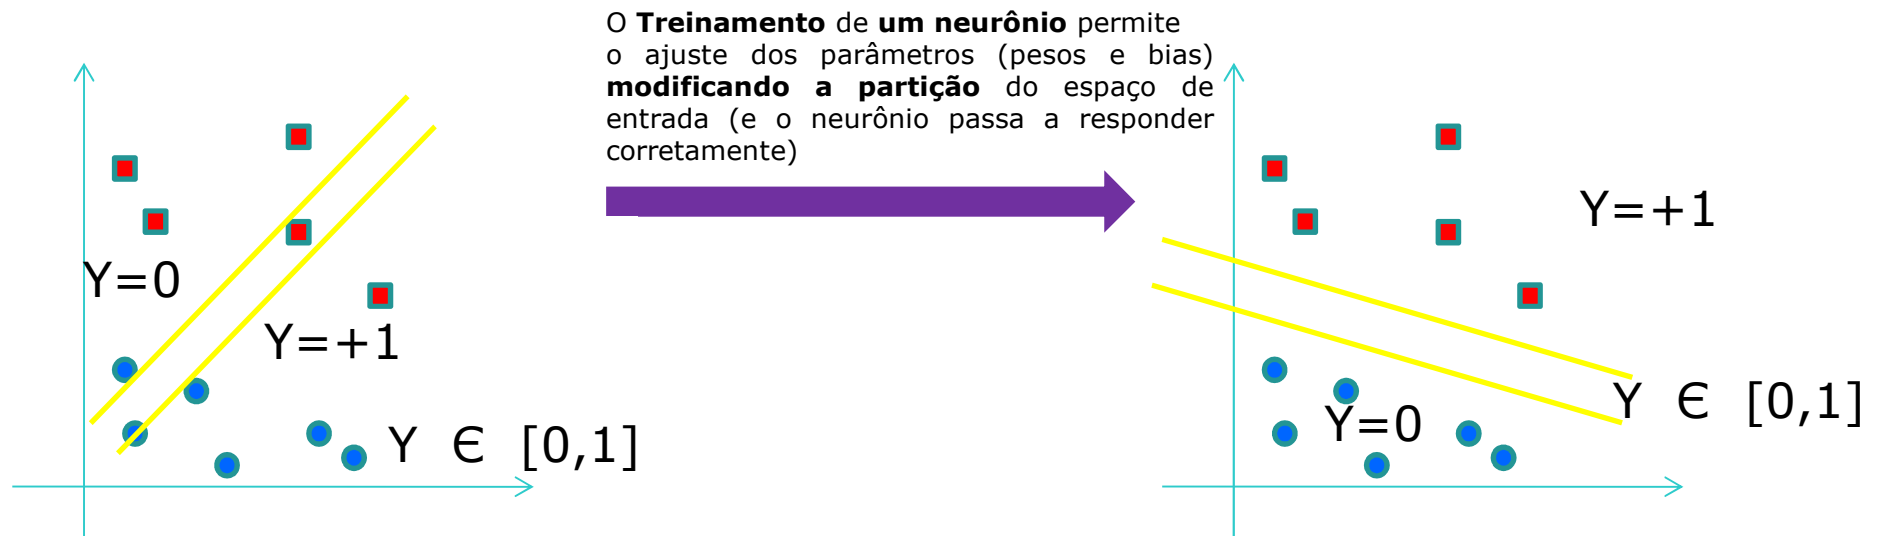 O Treinamento de um neurônio permite
o ajuste dos parâmetros (pesos e bias)
modificando a partição do espaço de
entrada (e o neurônio passa a responder
corretamente)
Y=0
Y=+1
Y Є [0,1]
Y=+1
Y Є [0,1]
Y=0